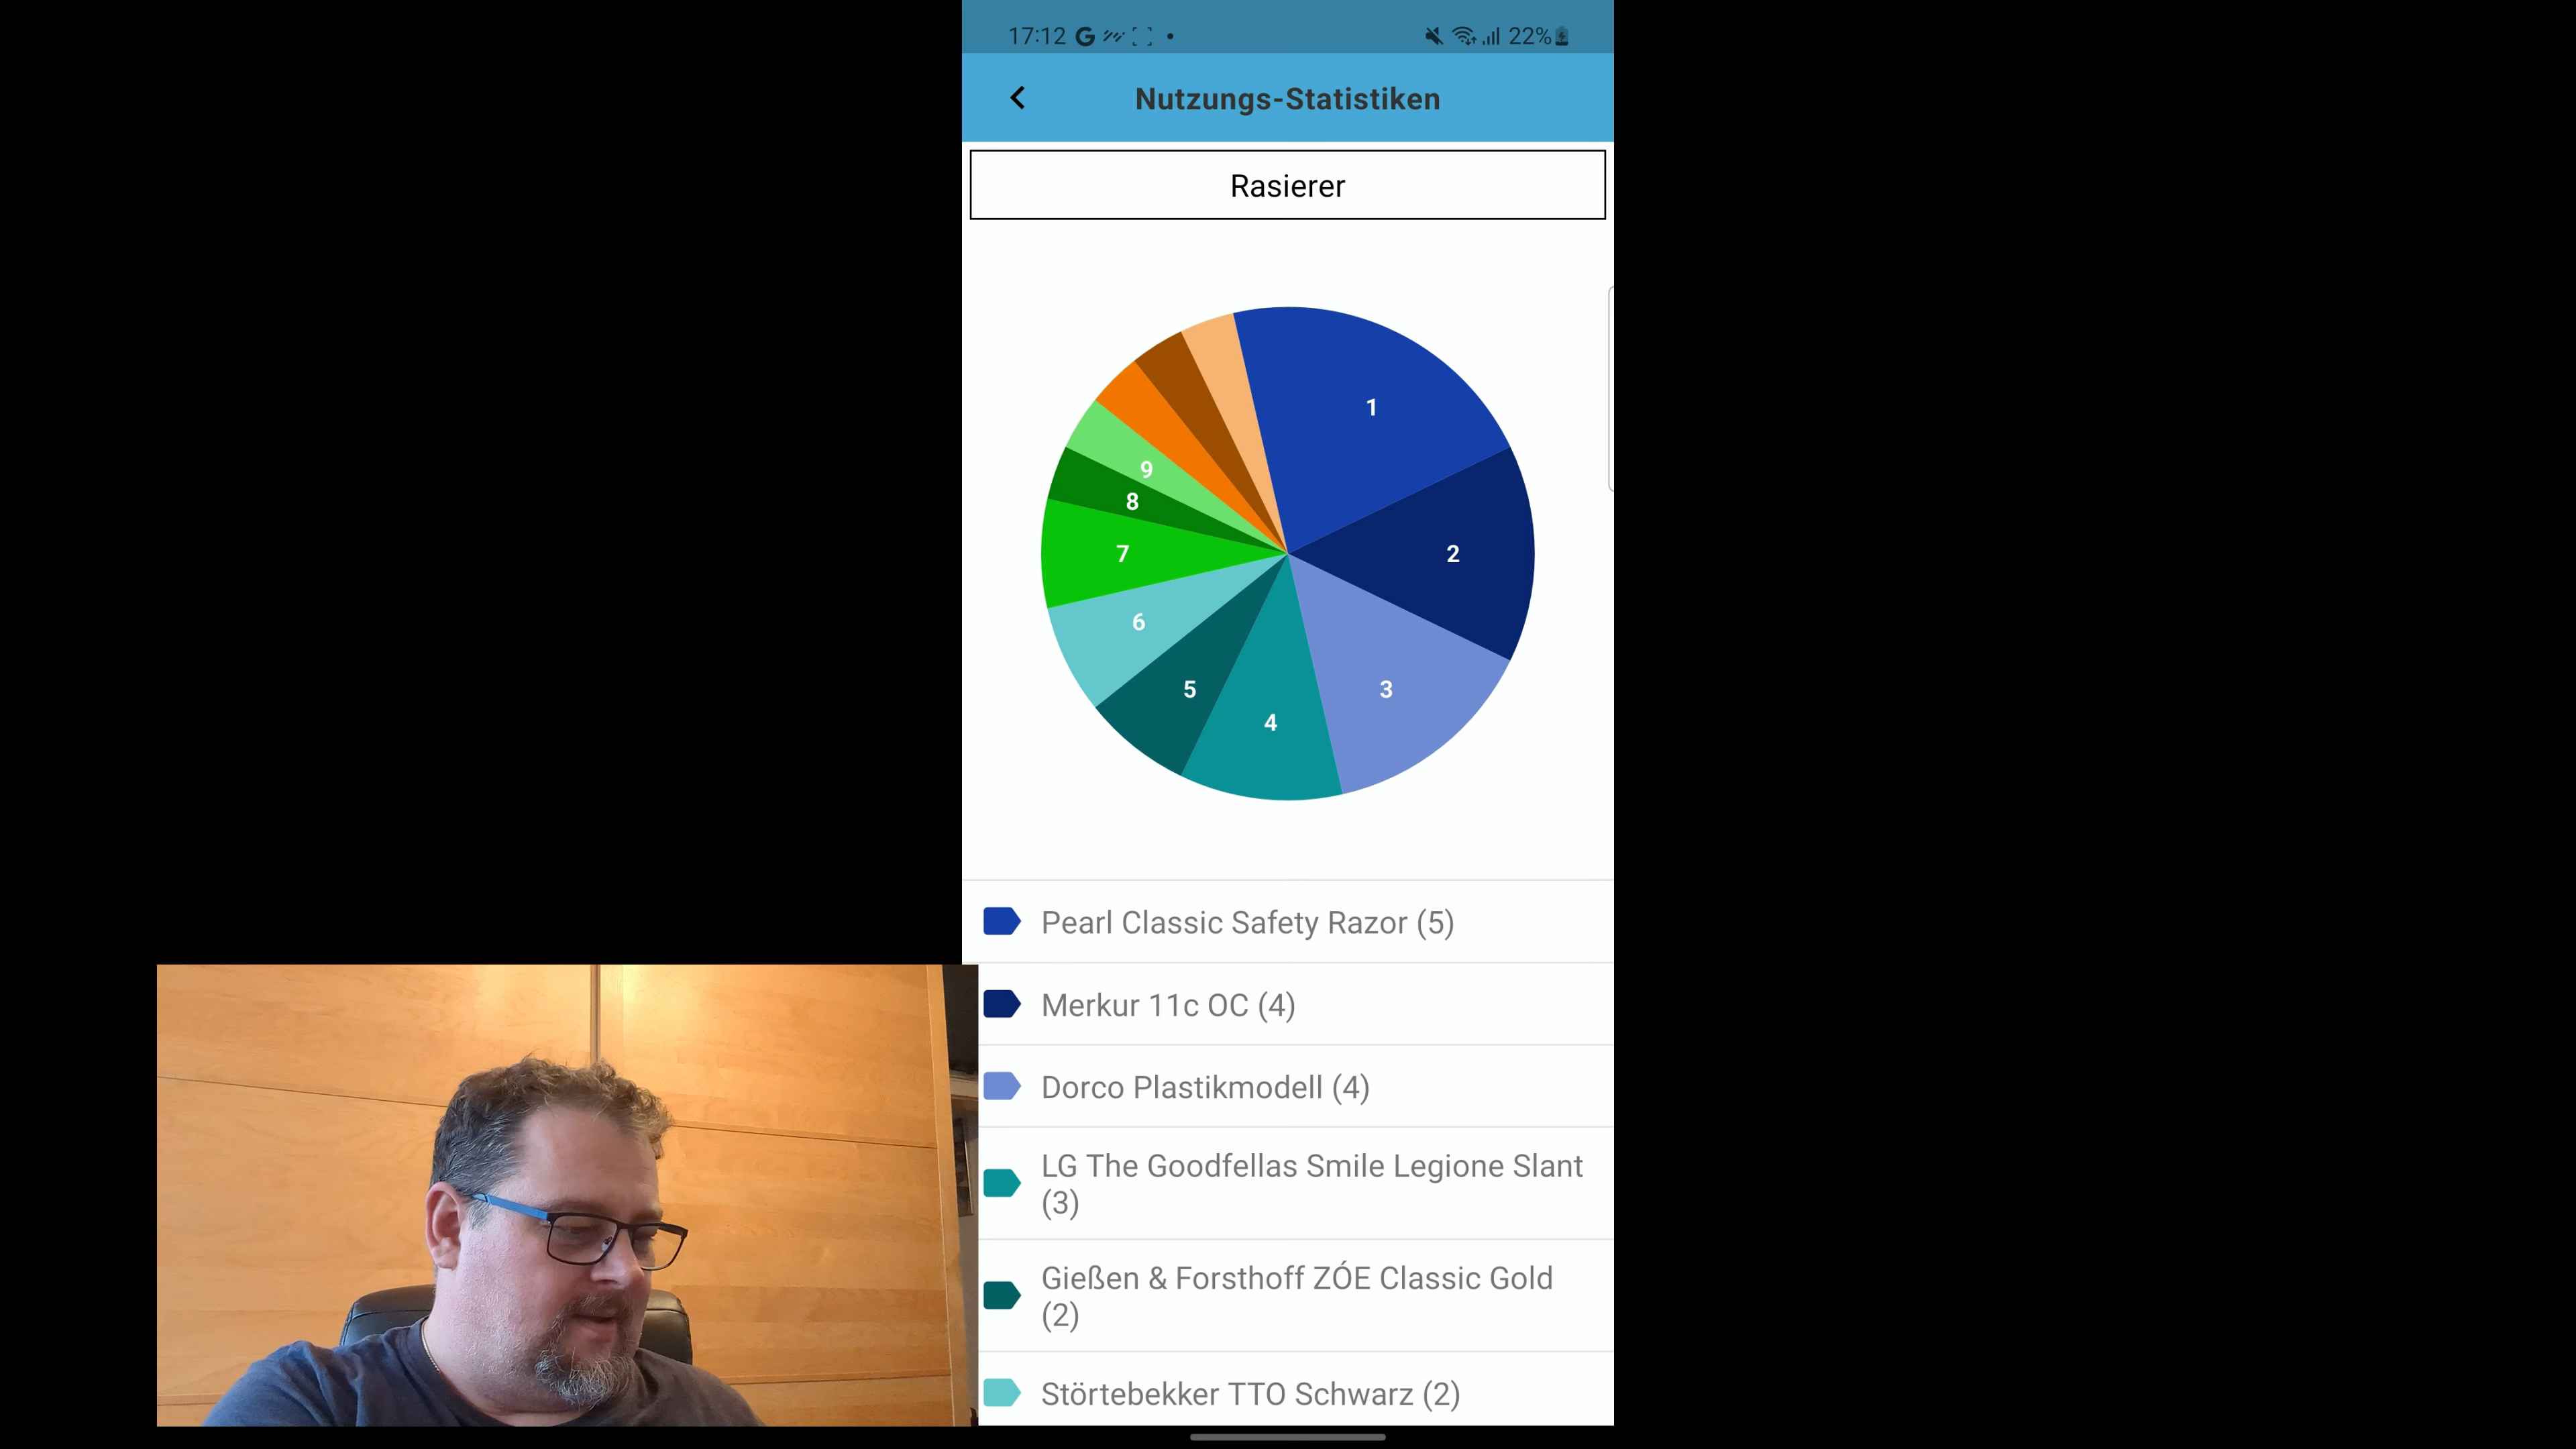 17:12 G
22%
Nutzungs-Statistiken
Rasierer
1
2
3
4
5
6
7
8
9
Pearl Classic Safety Razor (5)
Merkur 11c OC (4)
Dorco Plastikmodell (4)
LG The Goodfellas Smile Legione Slant
(3)
Gießen & Forsthoff ZÓE Classic Gold
(2)
Störtebekker TTO Schwarz (2)